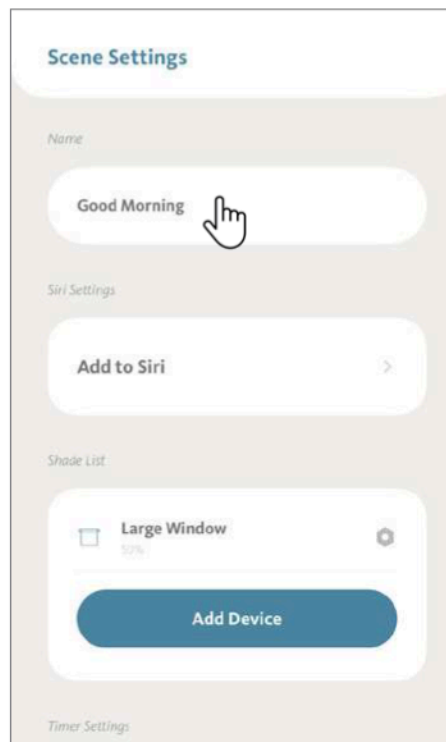 Scene Settings
Name
Good Morning
Siri Settings
Add to Siri
Shade List
Large Window
50%
Add Device
Timer Settings